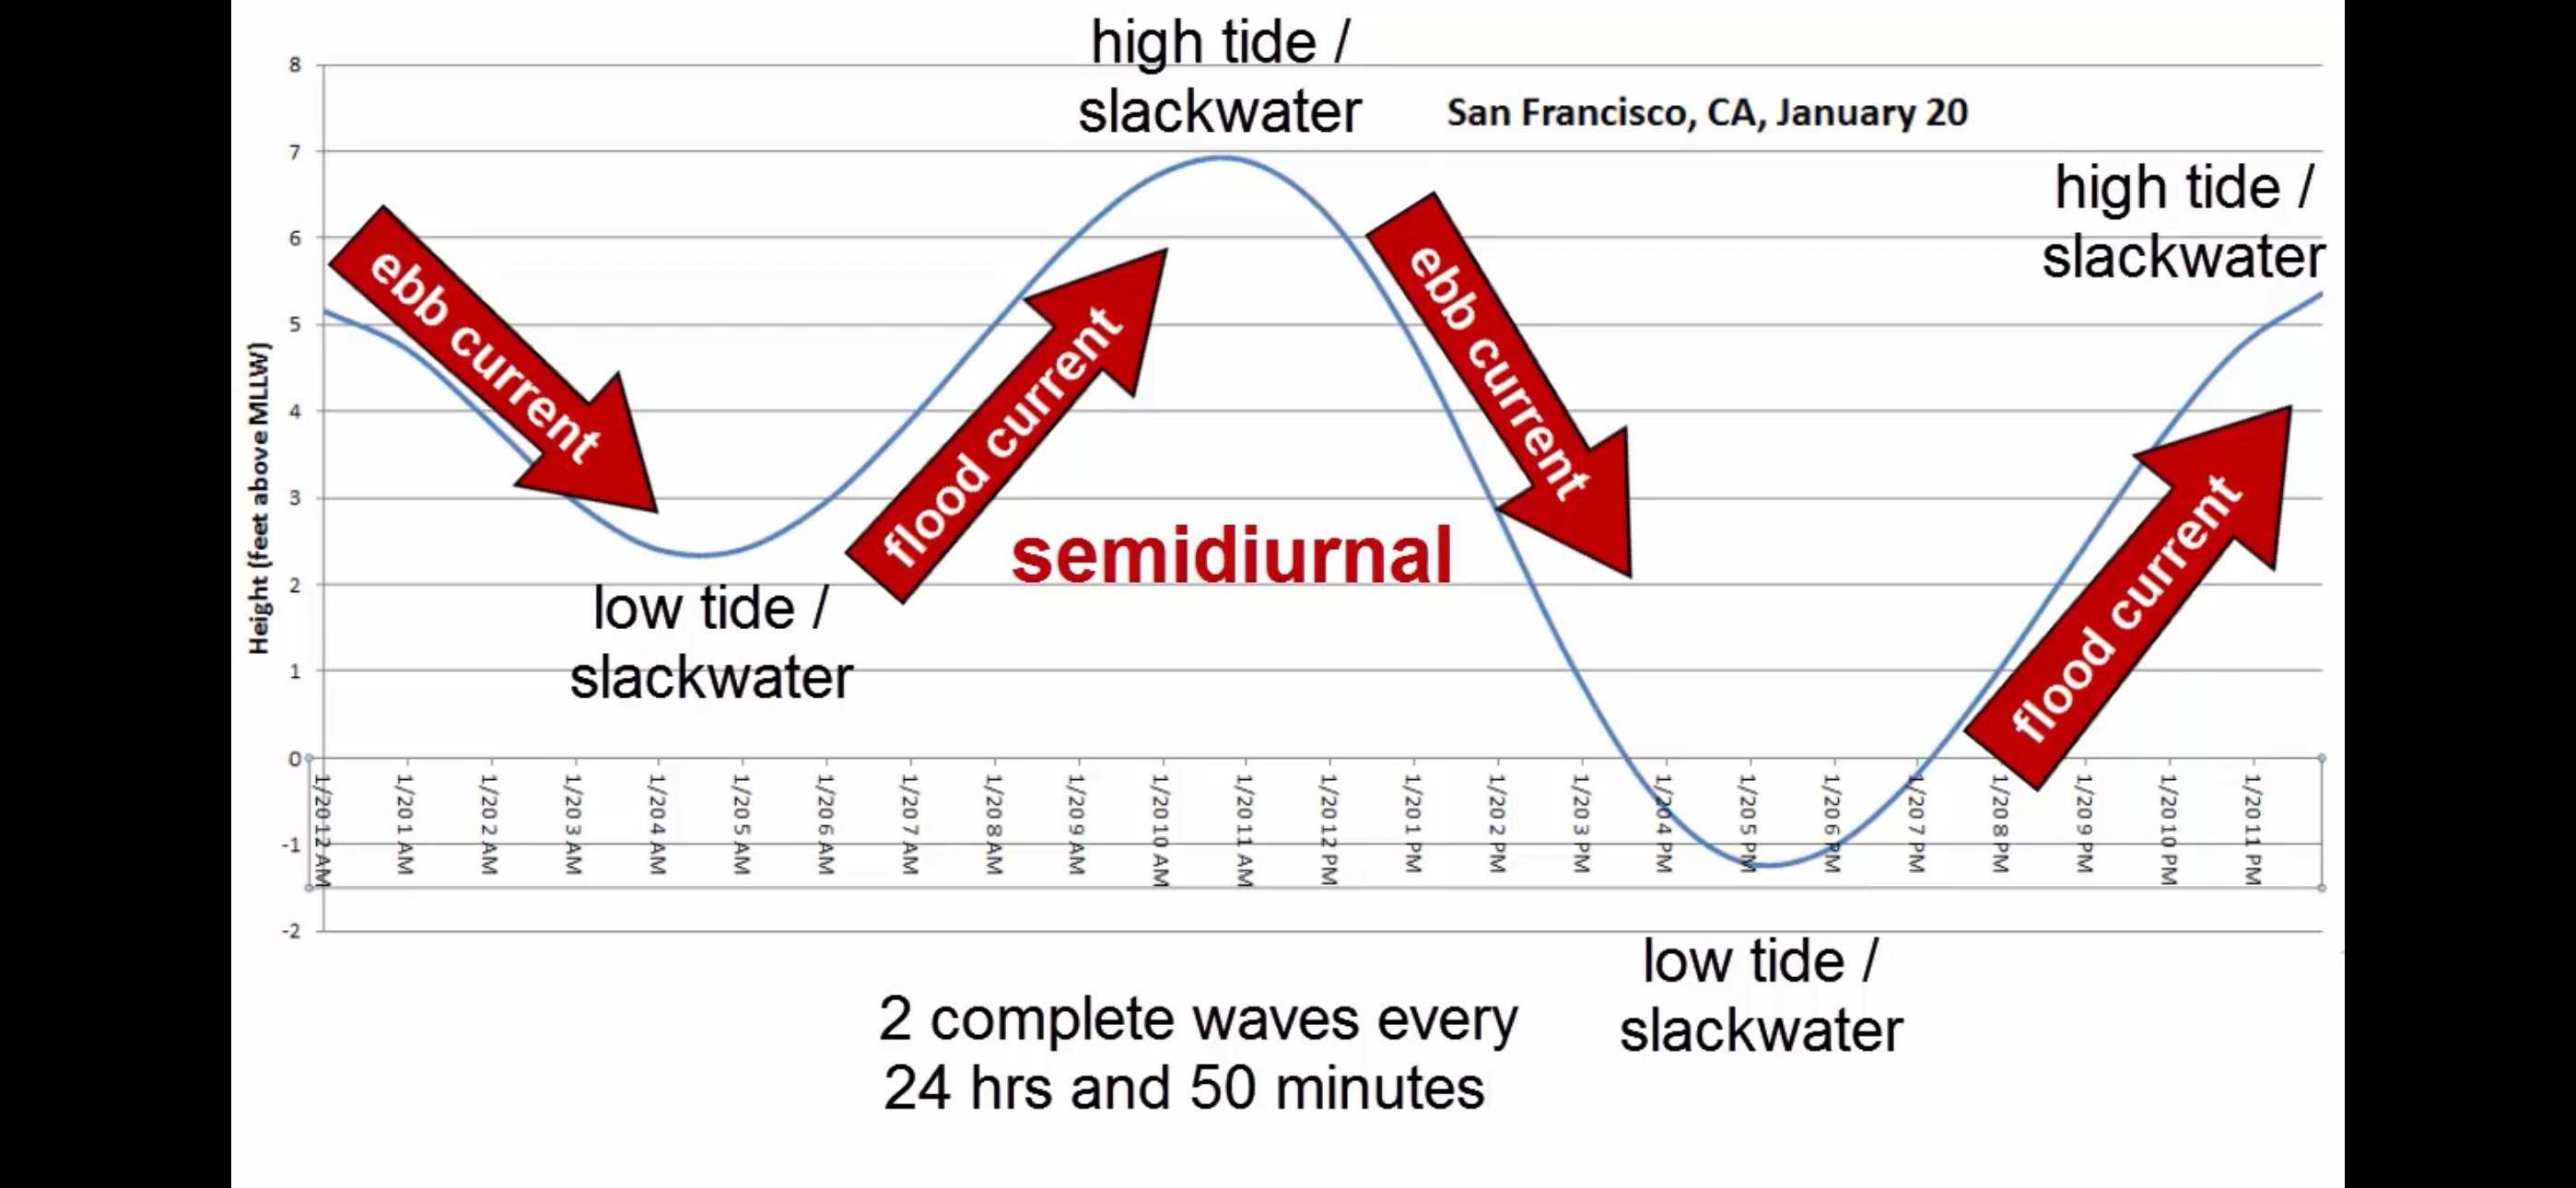 high tide /
slackwater
San Francisco, CA, January 20
high tide /
slackwater
8
7
6
5
4
3
2
1
0
-1
-2
Height (feet above MLLW)
ebb current
flood current
ebb current
flood current
semidiurnal
low tide /
slackwater
1/20 12 AM
1/20 1 AM
1/20 2 AM
1/20 3 AM
1/20 4 AM
1/20 5 AM
1/20 6 AM
1/20 7 AM
1/20 8 AM
1/20 9 AM
1/20 10 AM
1/20 11 AM
1/20 12 PM
1/20 1 PM
1/20 2 PM
1/20 3 PM
1/20 4 PM
1/20 5 PM
1/20 6 PM
1/20 7 PM
1/20 8 PM
1/20 9 PM
1/20 10 PM
1/20 11 PM
low tide /
slackwater
2 complete waves every
24 hrs and 50 minutes